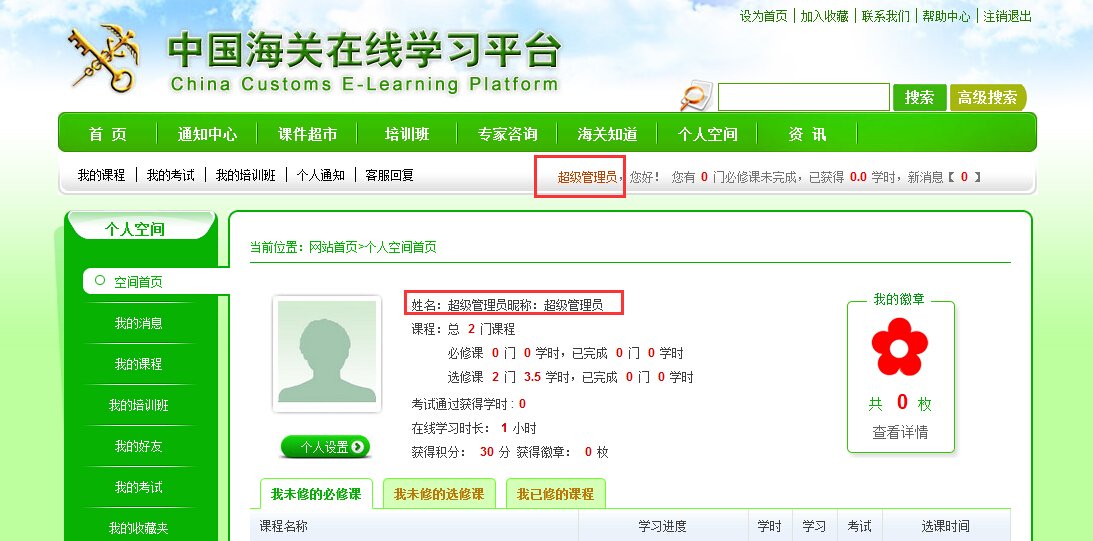 设为首页 | 加入收藏 | 联系我们 | 帮助中心 | 注销退出
中国海关在线学习平台
China Customs E-Learning Platform
搜索 高级搜索
首 页 通知中心 课件超市 培训班 专家咨询 海关知道 个人空间 资 讯
我的课程 | 我的考试 | 我的培训班 | 个人通知 | 客服回复
超级管理员，您好！ 您有 0 门必修课未完成，已获得 0.0 学时，新消息【 0 】
个人空间
空间首页
我的消息
我的课程
我的培训班
我的好友
我的考试
我的收藏夹
当前位置：网站首页>个人空间首页
个人设置
姓名：超级管理员昵称：超级管理员
课程：总 2 门课程
必修课 0 门 0 学时，已完成 0 门 0 学时
选修课 2 门 3.5 学时，已完成 0 门 0 学时
考试通过获得学时：0
在线学习时长： 1 小时
获得积分： 30 分 获得徽章： 0 枚
我的徽章
共 0 枚
查看详情
我未修的必修课 我未修的选修课 我已修的课程
课程名称 学习进度 学时 学习 考试 选课时间